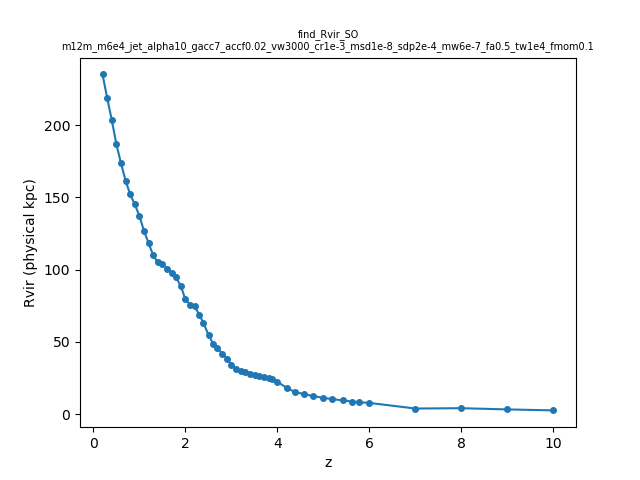 find_Rvir_SO
m12m_m6e4_jet_alpha10_gacc7_accf0.02_vw3000_cr1e-3_msd1e-8_sdp2e-4_mw6e-7_fa0.5_tw1e4_fmom0.1
Rvir (physical kpc)
200
150
100
50
0
0 2 4 6 8 10
z